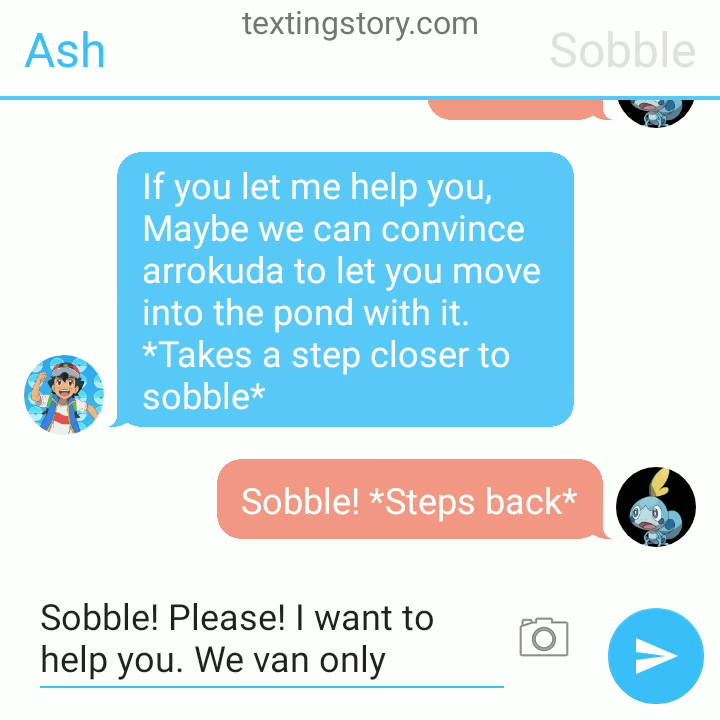 textingstory.com
Ash
Sobble
If you let me help you,
Maybe we can convince
arrokuda to let you move
into the pond with it.
*Takes a step closer to
sobble*
Sobble! *Steps back*
Sobble! Please! I want to
help you. We van only